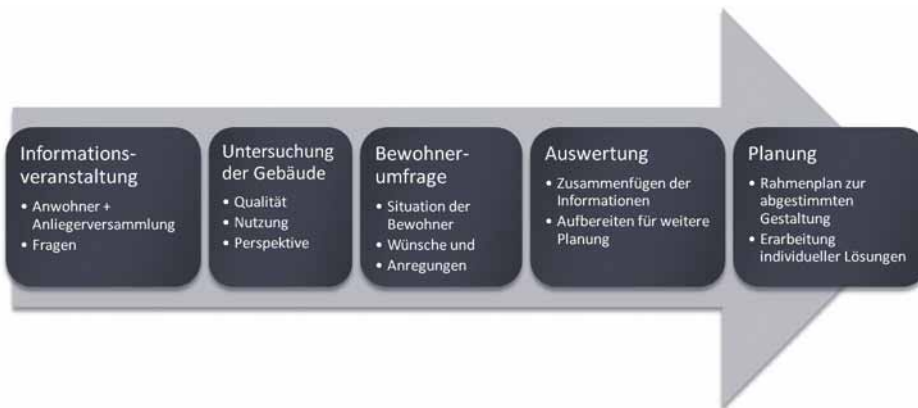 Informations-
veranstaltung
• Anwohner +
Anliegerversammlung
• Fragen
Untersuchung
der Gebäude
• Qualität
• Nutzung
• Perspektive
Bewohner-
umfrage
• Situation der
Bewohner
• Wünsche und
• Anregungen
Auswertung
• Zusammenfügen der
Informationen
• Aufbereiten für weitere
Planung
Planung
• Rahmenplan zur
abgestimmten
Gestaltung
• Erarbeitung
individueller Lösungen